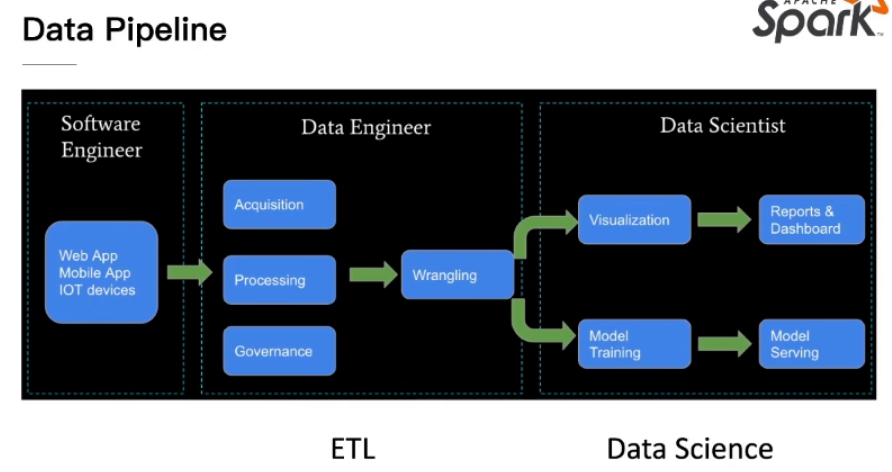 Data Pipeline
APACHE
Spark™
Software
Engineer
Data Engineer
Data Scientist
Web App
Mobile App
IOT devices
Acquisition
Processing
Governance
Wrangling
Visualization
Reports &
Dashboard
Model
Training
Model
Serving
ETL
Data Science